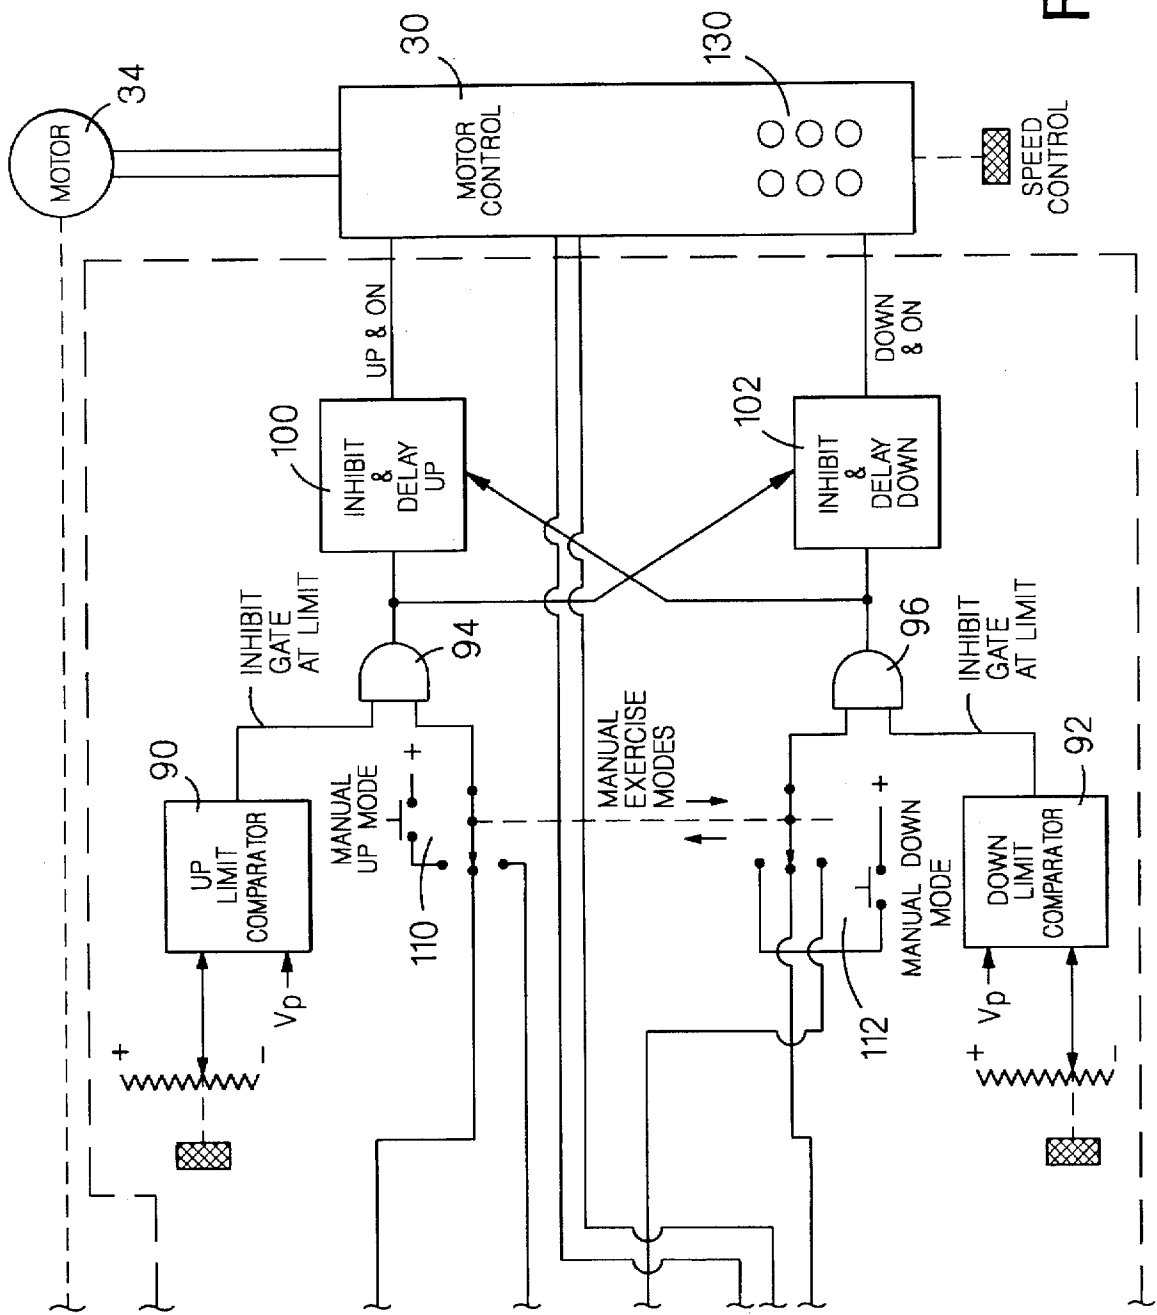 MOTOR
34
30
MOTOR
CONTROL
130
SPEED
CONTROL
UP & ON
DOWN
& ON
100
INHIBIT
&
DELAY
UP
102
INHIBIT
&
DELAY
DOWN
INHIBIT
GATE
AT LIMIT
94
96
INHIBIT
GATE
AT LIMIT
90
UP
LIMIT
COMPARATOR
MANUAL
UP MODE
+
110
MANUAL
EXERCISE
MODES
+
MANUAL DOWN
MODE
112
92
DOWN
LIMIT
COMPARATOR
Vp
+
-
Vp
+
-